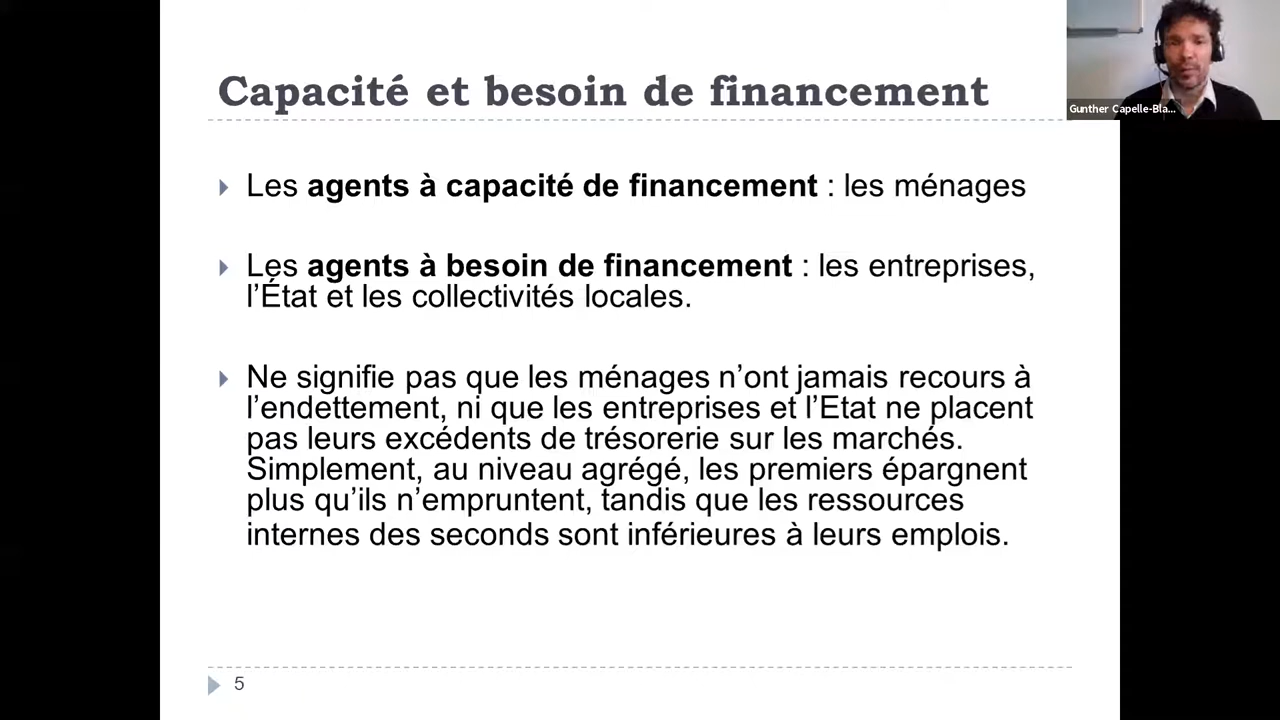 Capacité et besoin de financement
Gunther Capelle-Bla...
Les agents à capacité de financement : les ménages
Les agents à besoin de financement : les entreprises,
l’État et les collectivités locales.
Ne signifie pas que les ménages n’ont jamais recours à
l’endettement, ni que les entreprises et l’Etat ne placent
pas leurs excédents de trésorerie sur les marchés.
Simplement, au niveau agrégé, les premiers épargnent
plus qu’ils n’empruntent, tandis que les ressources
internes des seconds sont inférieures à leurs emplois.
5